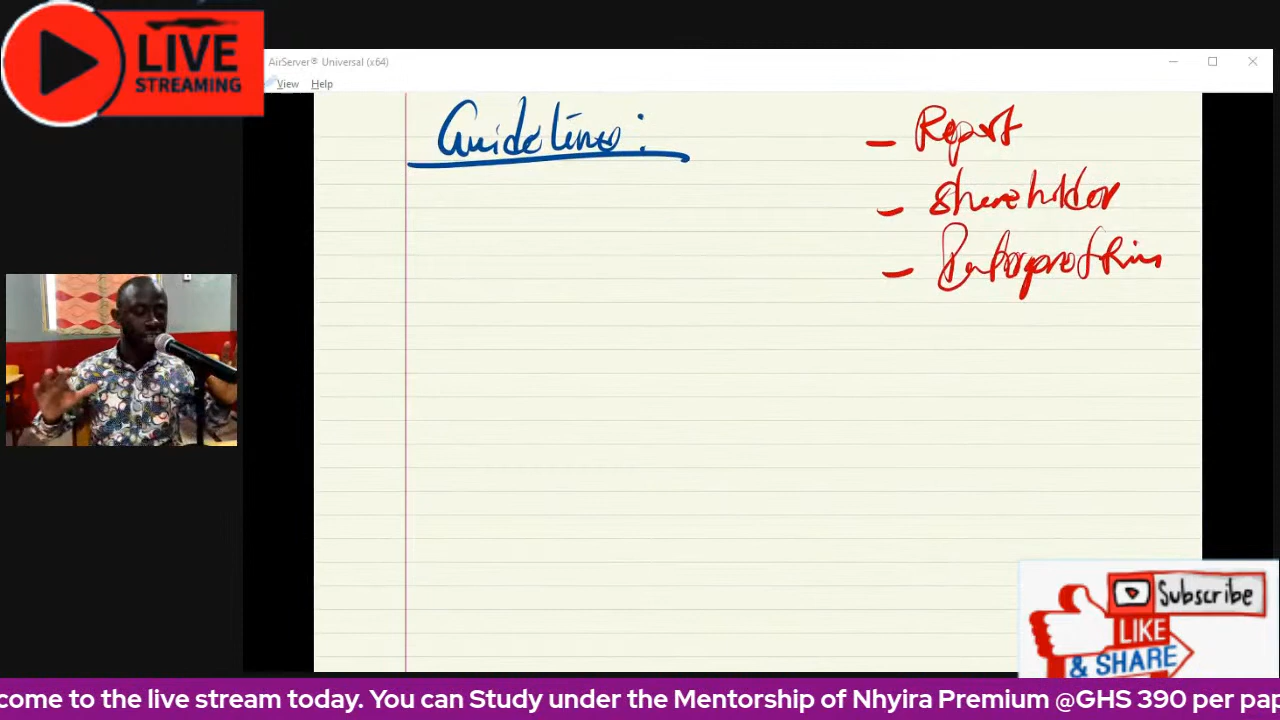 LIVE
STREAMING
AirServer® Universal (x64)
View Help
Guidelines:
- Report
- Shareholder
Subscribe
LIKE
& SHARE
come to the live stream today. You can Study under the Mentorship of Nhyira Premium @GHS 390 per pap